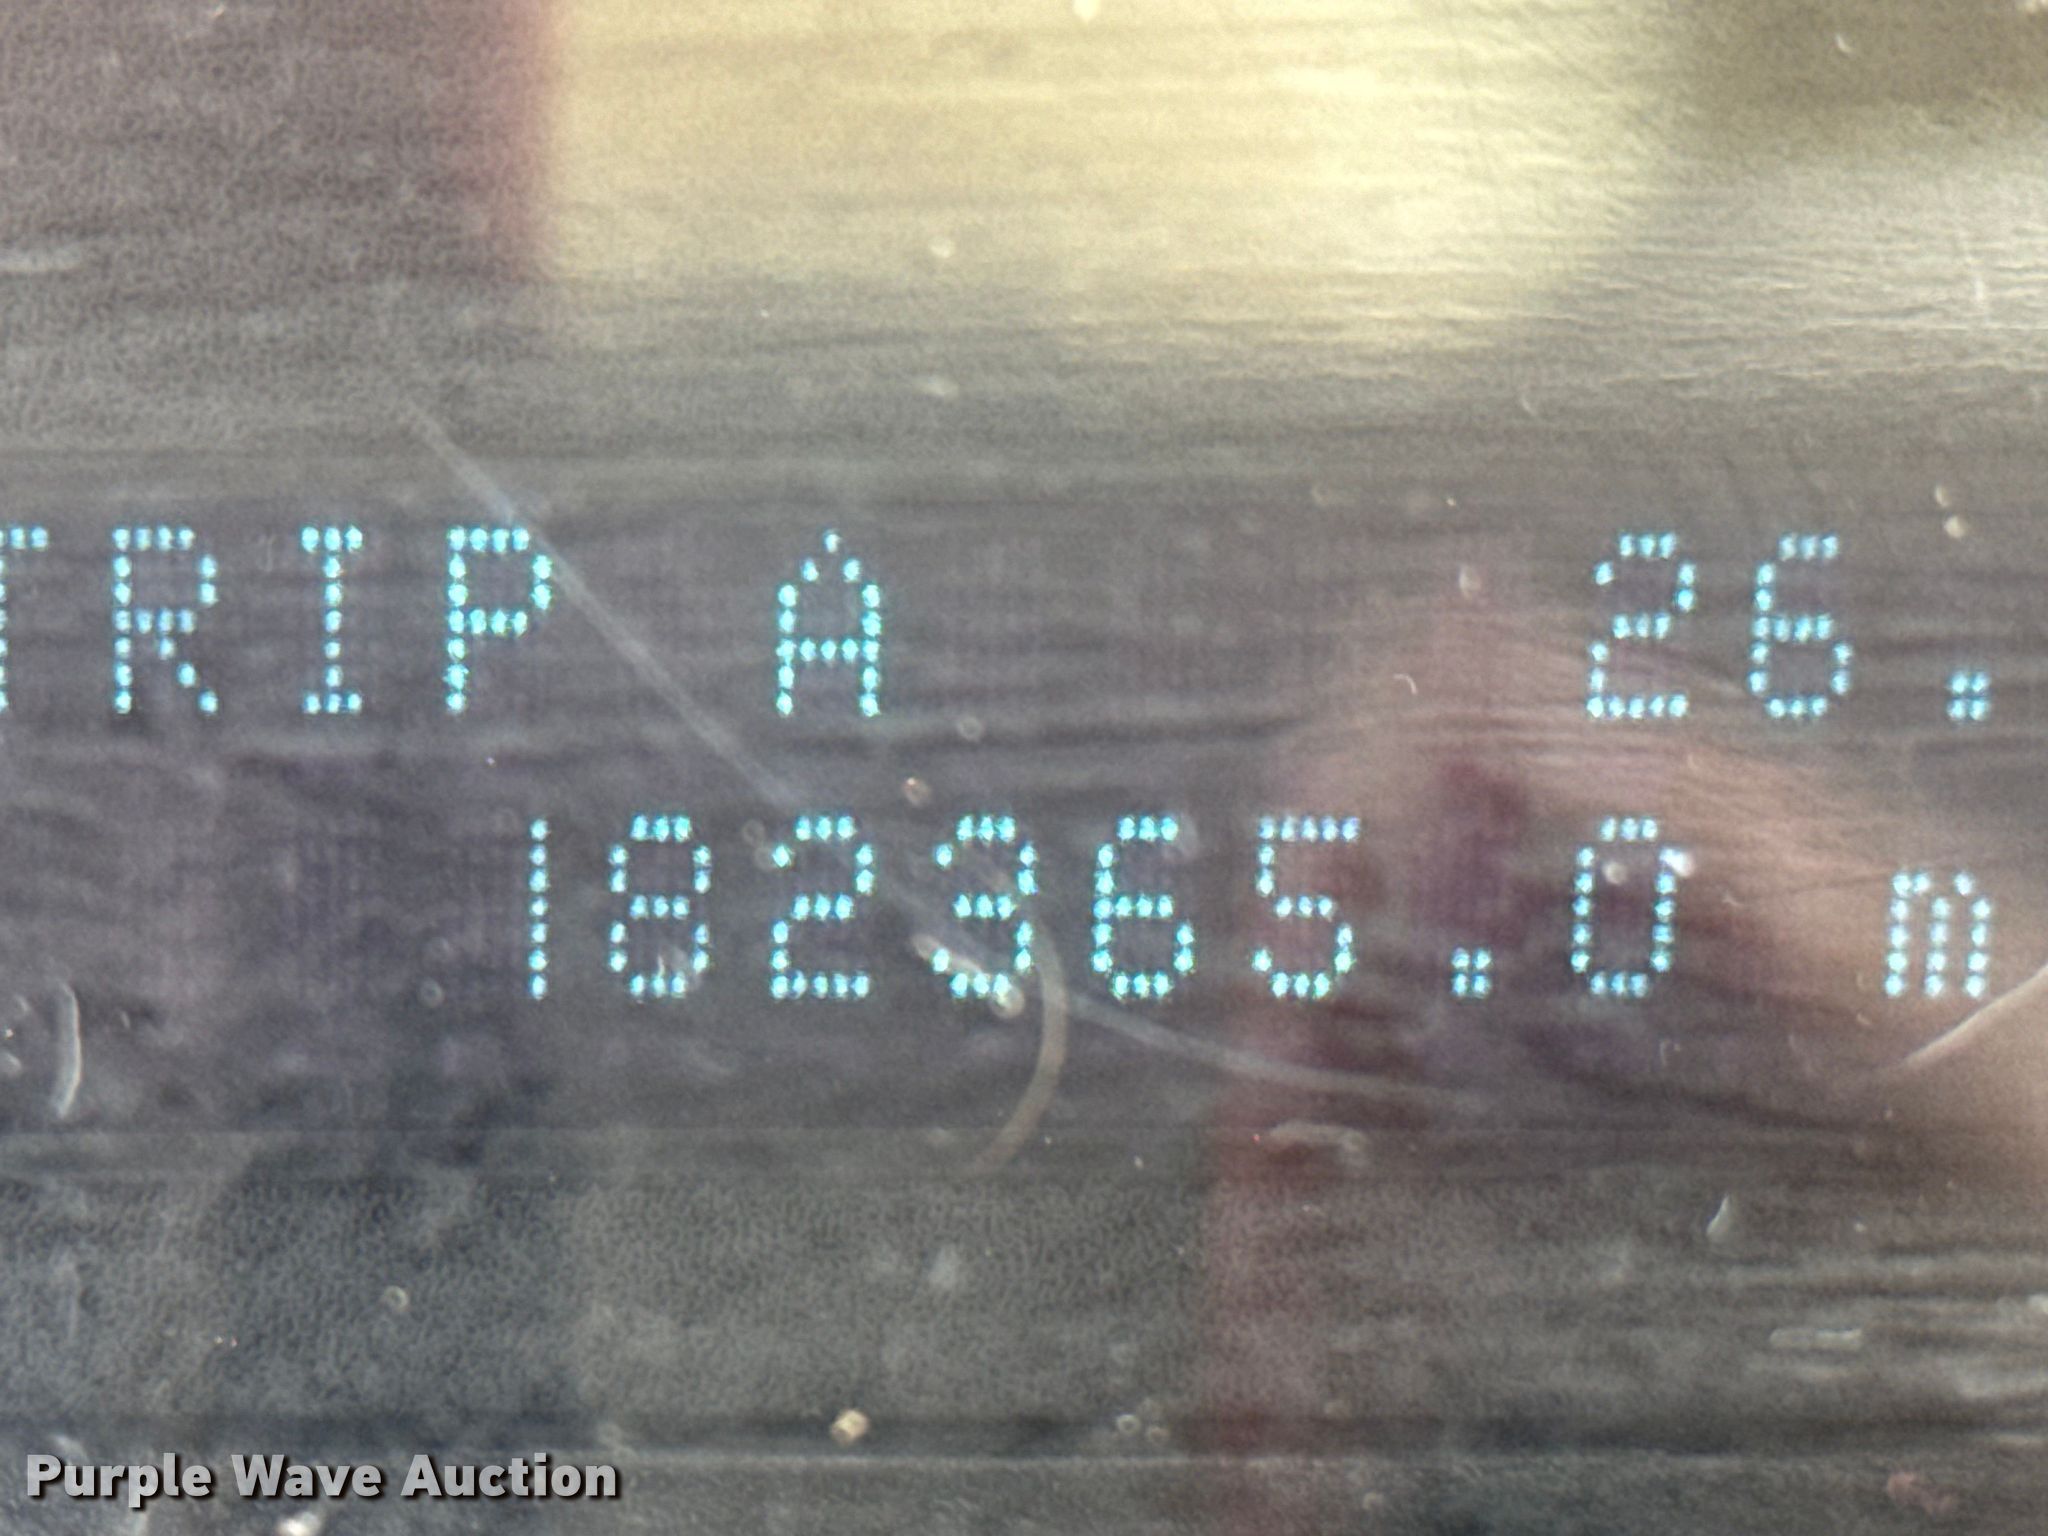 TRIP A 26.
182365.0 m
Purple Wave Auction